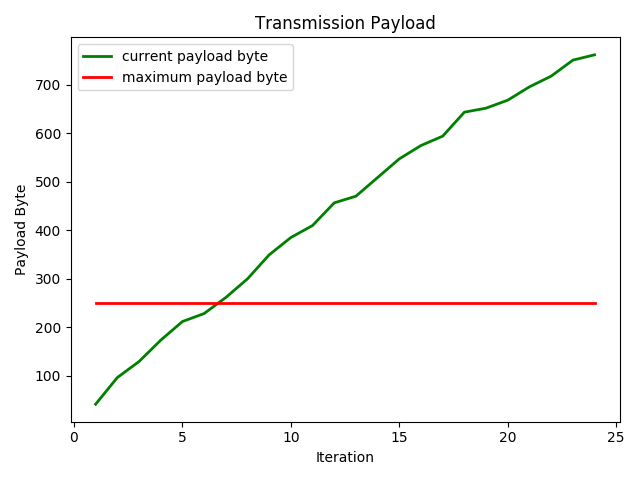 Transmission Payload
current payload byte
maximum payload byte
700
600
500
400
300
200
100
Payload Byte
0 5 10 15 20 25
Iteration